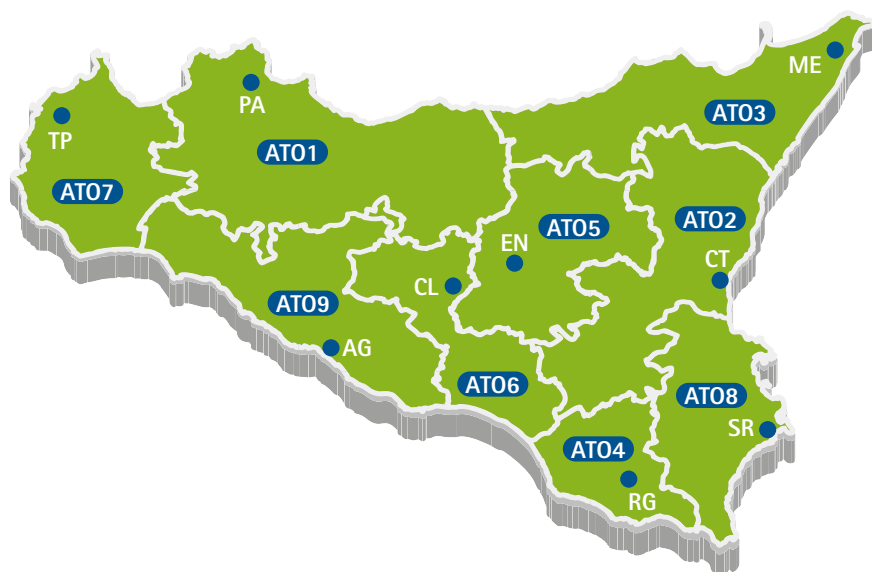 ME
PA
ATO3
TP
ATO1
ATO7
ATO2
ATO5
EN
CT
CL
ATO9
AG
ATO6
ATO8
SR
ATO4
RG